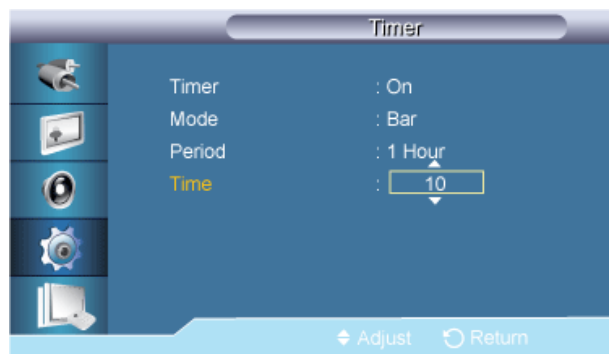 Timer
Timer : On
Mode : Bar
Period : 1 Hour
Time : 10
Adjust Return